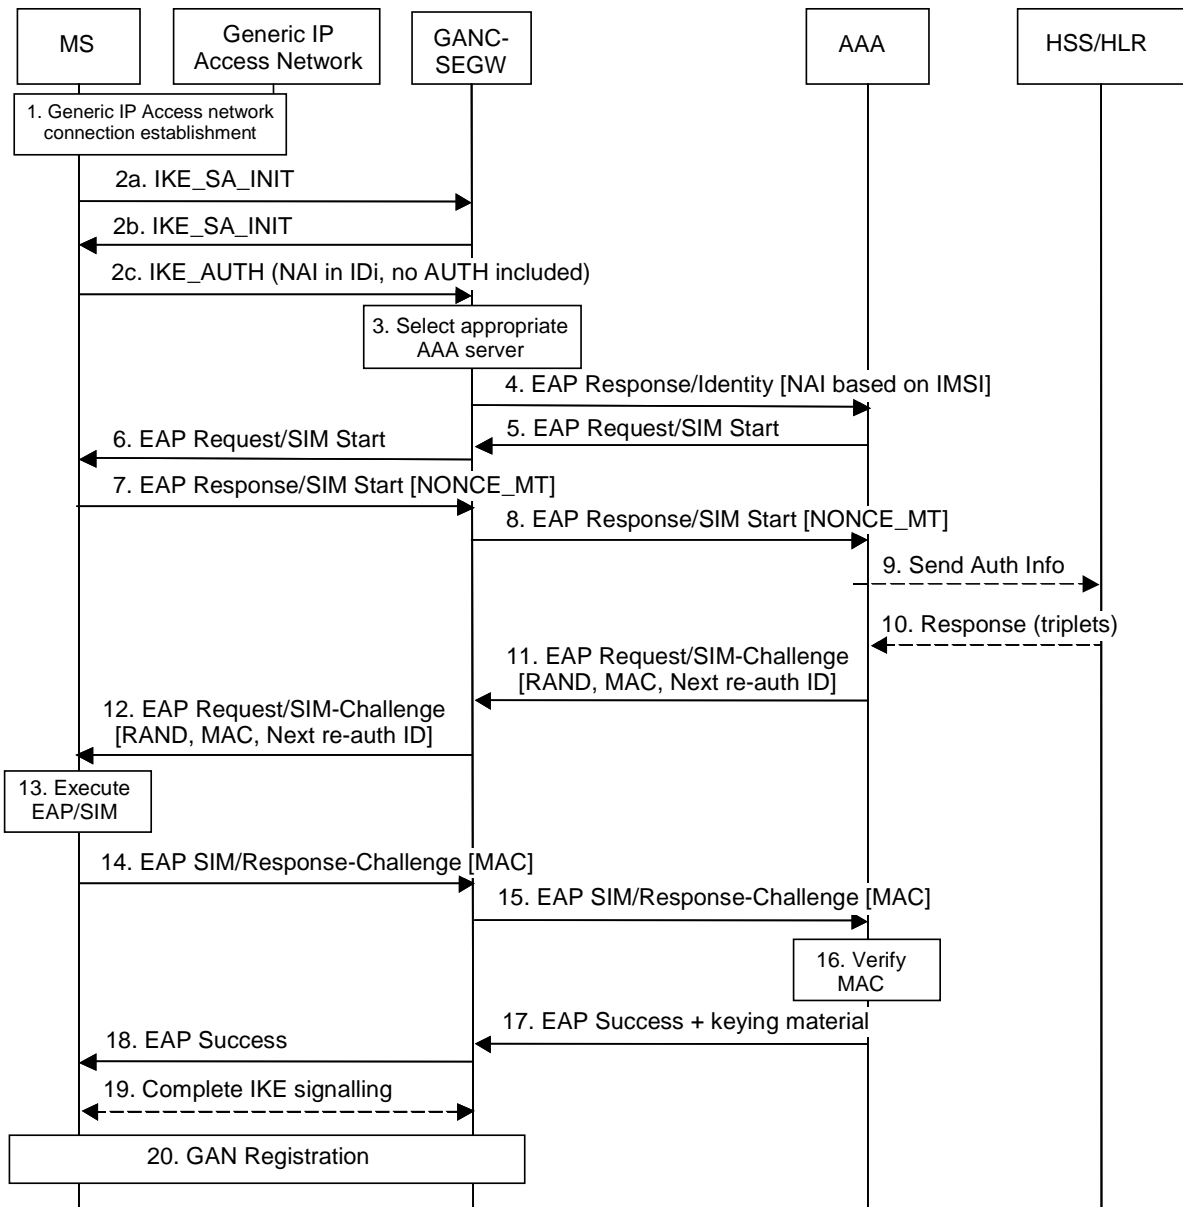 MS
Generic IP
Access Network
GANC-
SEGW
AAA
HSS/HLR
1. Generic IP Access network
connection establishment
2a. IKE_SA_INIT
2b. IKE_SA_INIT
2c. IKE_AUTH (NAI in IDi, no AUTH included)
3. Select appropriate
AAA server
4. EAP Response/Identity [NAI based on IMSI]
5. EAP Request/SIM Start
6. EAP Request/SIM Start
7. EAP Response/SIM Start [NONCE_MT]
8. EAP Response/SIM Start [NONCE_MT]
9. Send Auth Info
10. Response (triplets)
11. EAP Request/SIM-Challenge
[RAND, MAC, Next re-auth ID]
12. EAP Request/SIM-Challenge
[RAND, MAC, Next re-auth ID]
13. Execute
EAP/SIM
14. EAP SIM/Response-Challenge [MAC]
15. EAP SIM/Response-Challenge [MAC]
16. Verify
MAC
17. EAP Success + keying material
18. EAP Success
19. Complete IKE signalling
20. GAN Registration